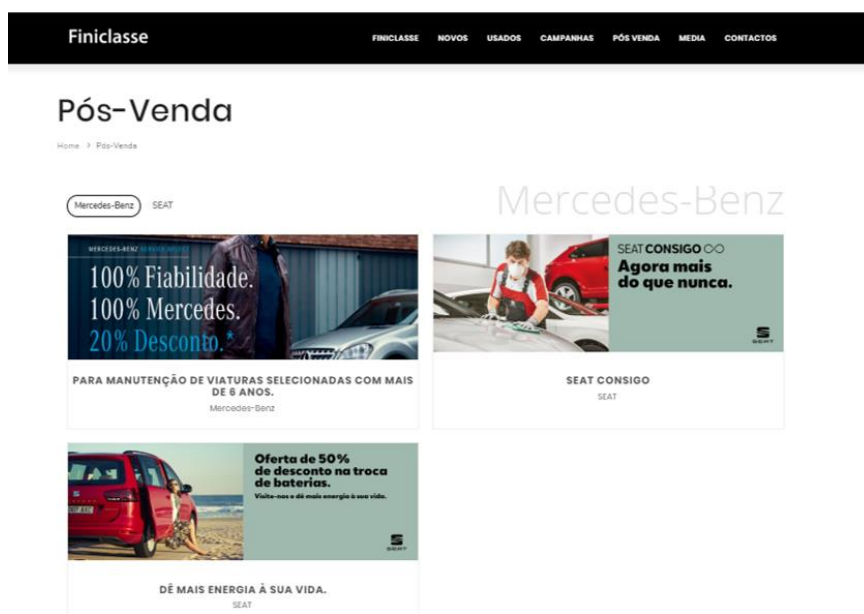 Finiclasse
FINICLASSE NOVOS USADOS CAMPANHAS PÓS VENDA MEDIA CONTACTOS
Pós-Venda
Home > Pós-Venda
Mercedes-Benz SEAT
Mercedes-Benz
MERCEDES-BENZ
100% Fiabilidade.
100% Mercedes.
20% Desconto.*
PARA MANUTENÇÃO DE VIATURAS SELECIONADAS COM MAIS
DE 6 ANOS.
Mercedes-Benz
SEAT CONSIGO
Agora mais
do que nunca.
SEAT
SEAT CONSIGO
SEAT
Oferta de 50%
de desconto na troca
de baterias.
Visite-nos e dê mais energia à sua vida.
SEAT
DÊ MAIS ENERGIA À SUA VIDA.
SEAT